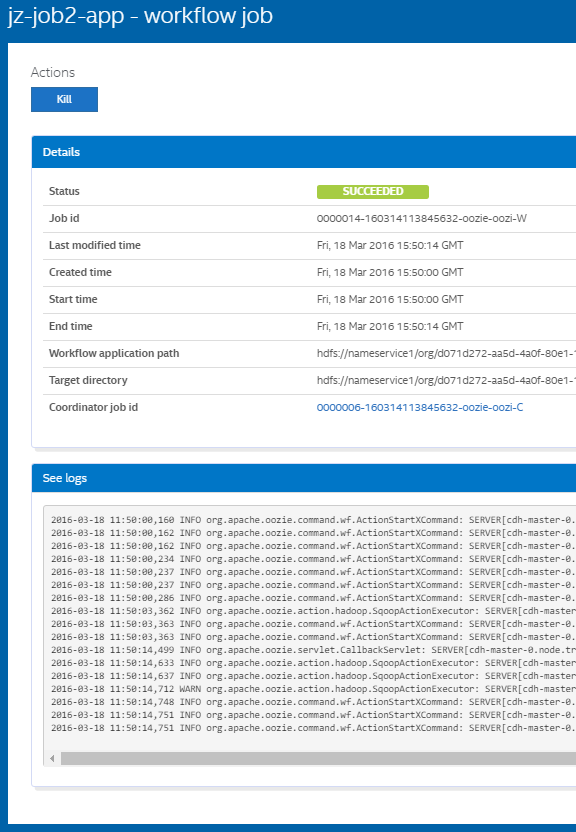 jz-job2-app - workflow job
Actions
Kill
Details
Status SUCCEEDED
Job id 0000014-160314113845632-oozie-oozi-W
Last modified time Fri, 18 Mar 2016 15:50:14 GMT
Created time Fri, 18 Mar 2016 15:50:00 GMT
Start time Fri, 18 Mar 2016 15:50:00 GMT
End time Fri, 18 Mar 2016 15:50:14 GMT
Workflow application path hdfs://nameservice1/org/d071d272-aa5d-4a0f-80e1-1
Target directory hdfs://nameservice1/org/d071d272-aa5d-4a0f-80e1-1
Coordinator job id 0000006-160314113845632-oozie-oozi-C
See logs
2016-03-18 11:50:00,160 INFO org.apache.oozie.command.wf.ActionStartXCommand: SERVER[cdh-master-0.
2016-03-18 11:50:00,162 INFO org.apache.oozie.command.wf.ActionStartXCommand: SERVER[cdh-master-0.
2016-03-18 11:50:00,162 INFO org.apache.oozie.command.wf.ActionStartXCommand: SERVER[cdh-master-0.
2016-03-18 11:50:00,234 INFO org.apache.oozie.command.wf.ActionStartXCommand: SERVER[cdh-master-0.
2016-03-18 11:50:00,237 INFO org.apache.oozie.command.wf.ActionStartXCommand: SERVER[cdh-master-0.
2016-03-18 11:50:00,237 INFO org.apache.oozie.command.wf.ActionStartXCommand: SERVER[cdh-master-0.
2016-03-18 11:50:00,286 INFO org.apache.oozie.command.wf.ActionStartXCommand: SERVER[cdh-master-0.
2016-03-18 11:50:03,362 INFO org.apache.oozie.action.hadoop.SqoopActionExecutor: SERVER[cdh-master
2016-03-18 11:50:03,363 INFO org.apache.oozie.command.wf.ActionStartXCommand: SERVER[cdh-master-0.
2016-03-18 11:50:03,363 INFO org.apache.oozie.command.wf.ActionStartXCommand: SERVER[cdh-master-0.
2016-03-18 11:50:14,499 INFO org.apache.oozie.servlet.CallbackServlet: SERVER[cdh-master-0.node.tr
2016-03-18 11:50:14,633 INFO org.apache.oozie.action.hadoop.SqoopActionExecutor: SERVER[cdh-master
2016-03-18 11:50:14,637 INFO org.apache.oozie.action.hadoop.SqoopActionExecutor: SERVER[cdh-master
2016-03-18 11:50:14,712 WARN org.apache.oozie.action.hadoop.SqoopActionExecutor: SERVER[cdh-master
2016-03-18 11:50:14,748 INFO org.apache.oozie.command.wf.ActionStartXCommand: SERVER[cdh-master-0.
2016-03-18 11:50:14,751 INFO org.apache.oozie.command.wf.ActionStartXCommand: SERVER[cdh-master-0.
2016-03-18 11:50:14,751 INFO org.apache.oozie.command.wf.ActionStartXCommand: SERVER[cdh-master-0.